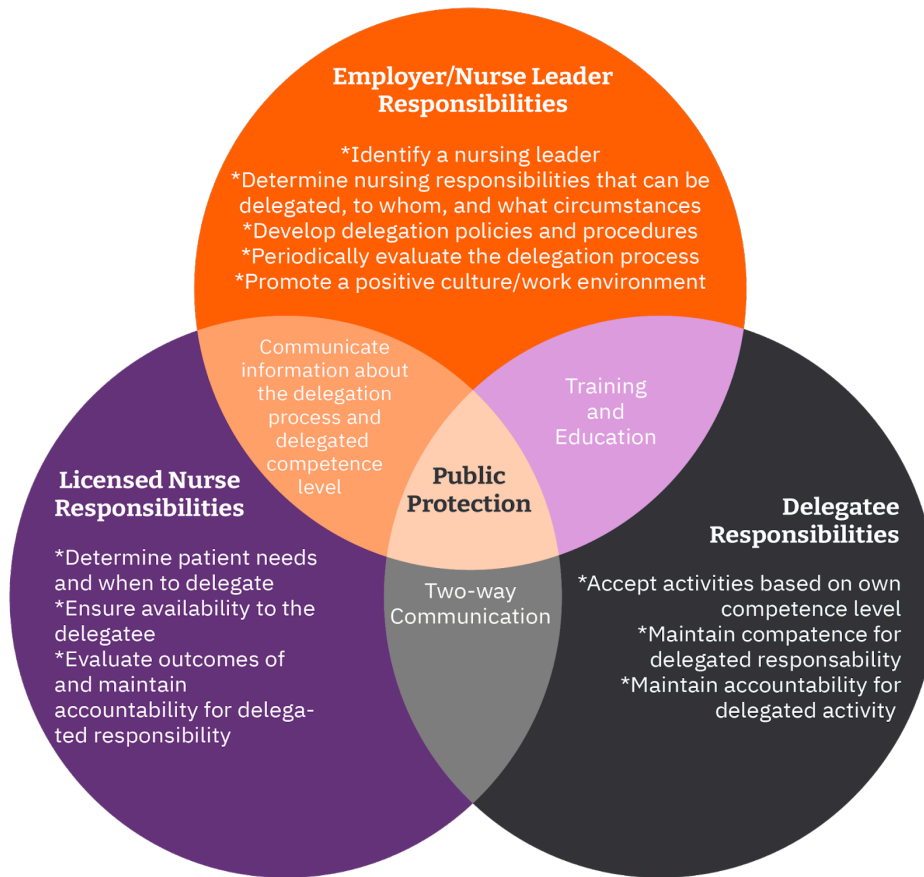 Employer/Nurse Leader
Responsibilities
*Identify a nursing leader
*Determine nursing responsibilities that can be
delegated, to whom, and what circumstances
*Develop delegation policies and procedures
*Periodically evaluate the delegation process
*Promote a positive culture/work environment
Communicate
information about
the delegation
process and
delegated
competence
level
Training
and
Education
Public
Protection
Licensed Nurse
Responsibilities
*Determine patient needs
and when to delegate
*Ensure availability to the
delegatee
*Evaluate outcomes of
and maintain
accountability for delega-
ted responsibility
Two-way
Communication
Delegatee
Responsibilities
*Accept activities based on own
competence level
*Maintain compatence for
delegated responsability
*Maintain accountability for
delegated activity